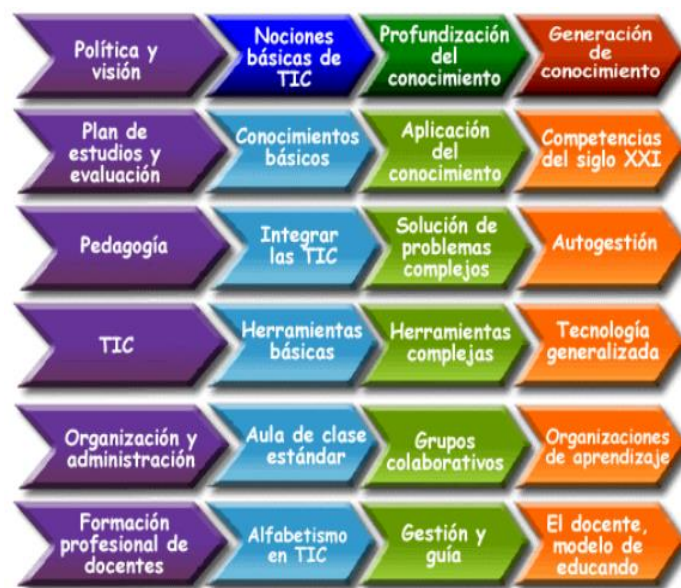 Política y
visión
Nociones
básicas de
TIC
Profundización
del
conocimiento
Generación
de
conocimiento
Plan de
estudios y
evaluación
Conocimientos
básicos
Aplicación
del
conocimiento
Competencias
del siglo XXI
Pedagogía
Integrar
las TIC
Solución de
problemas
complejos
Autogestión
TIC
Herramientas
básicas
Herramientas
complejas
Tecnología
generalizada
Organización y
administración
Aula de clase
estándar
Grupos
colaborativos
Organizaciones
de aprendizaje
Formación
profesional de
docentes
Alfabetismo
en TIC
Gestión y
guía
El docente,
modelo de
educando